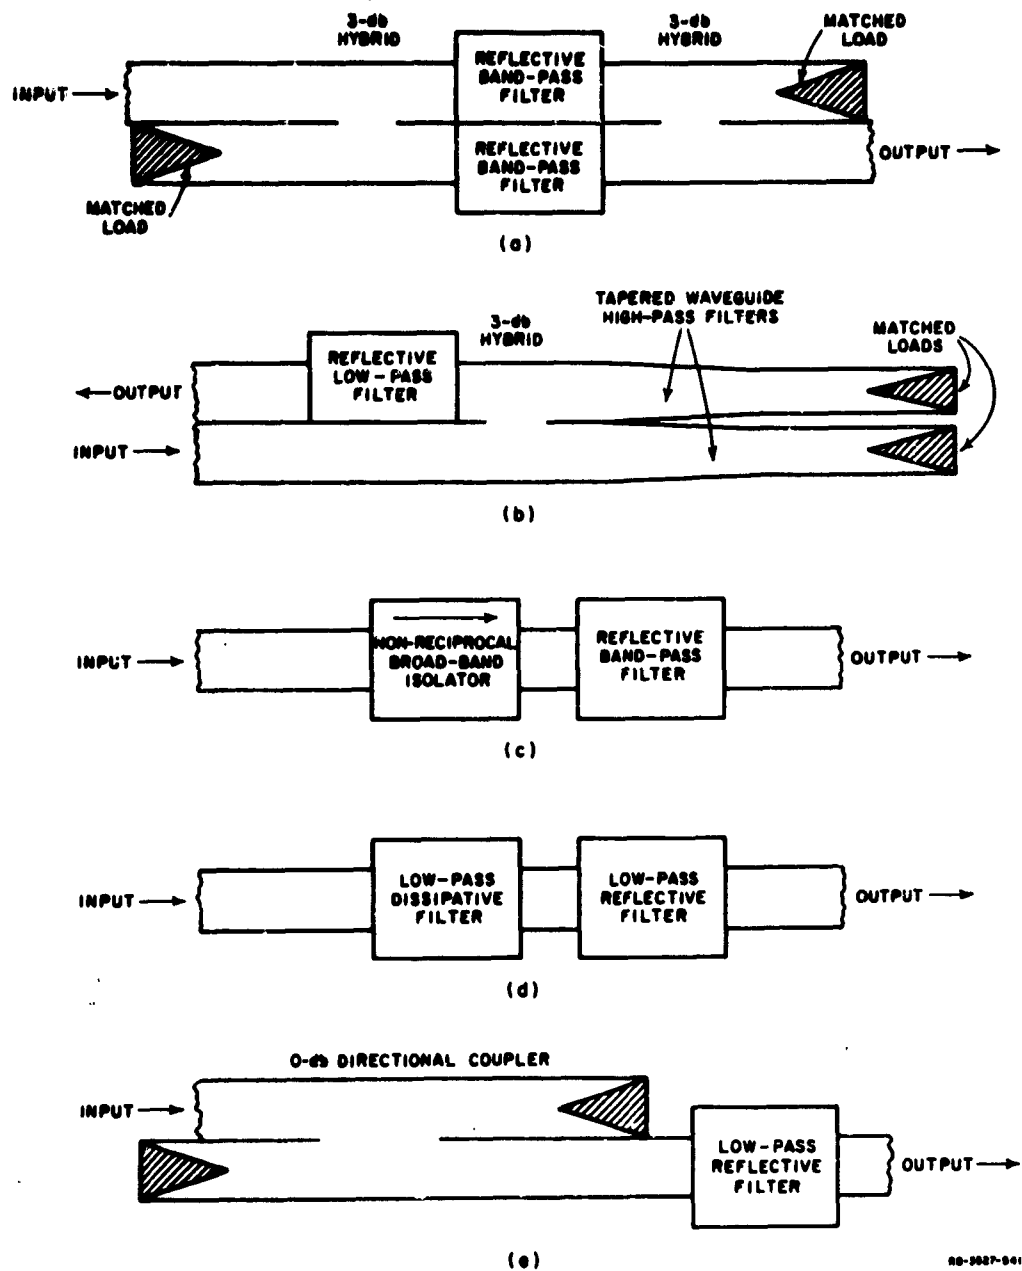 3-db
HYBRID
3-db
HYBRID
MATCHED
LOAD
REFLECTIVE
BAND-PASS
FILTER
INPUT
REFLECTIVE
BAND-PASS
FILTER
OUTPUT
MATCHED
LOAD
(a)
TAPERED WAVEGUIDE
HIGH-PASS FILTERS
3-db
HYBRID
MATCHED
LOADS
REFLECTIVE
LOW-PASS
FILTER
OUTPUT
INPUT
(b)
INPUT
NON-RECIPROCAL
BROAD-BAND
ISOLATOR
REFLECTIVE
BAND-PASS
FILTER
OUTPUT
(c)
INPUT
LOW-PASS
DISSIPATIVE
FILTER
LOW-PASS
REFLECTIVE
FILTER
OUTPUT
(d)
0-db DIRECTIONAL COUPLER
INPUT
LOW-PASS
REFLECTIVE
FILTER
OUTPUT
(e)